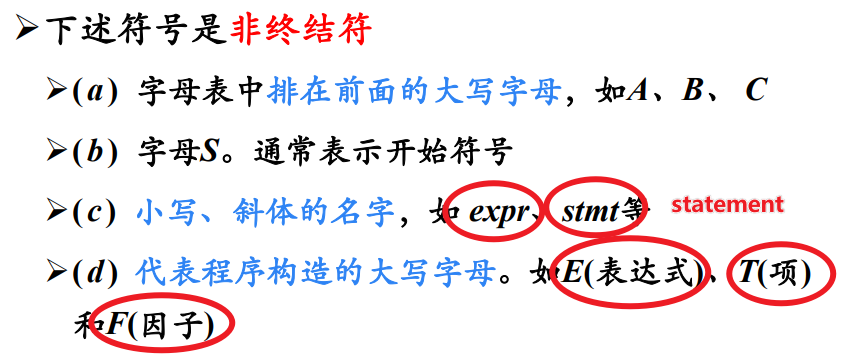 ➢下述符号是非终结符
➢(a) 字母表中排在前面的大写字母，如A、B、 C
➢(b) 字母S。通常表示开始符号
➢(c) 小写、斜体的名字，如 expr、stmt等 statement
➢(d) 代表程序构造的大写字母。如E(表达式)、T(项)
和F(因子)